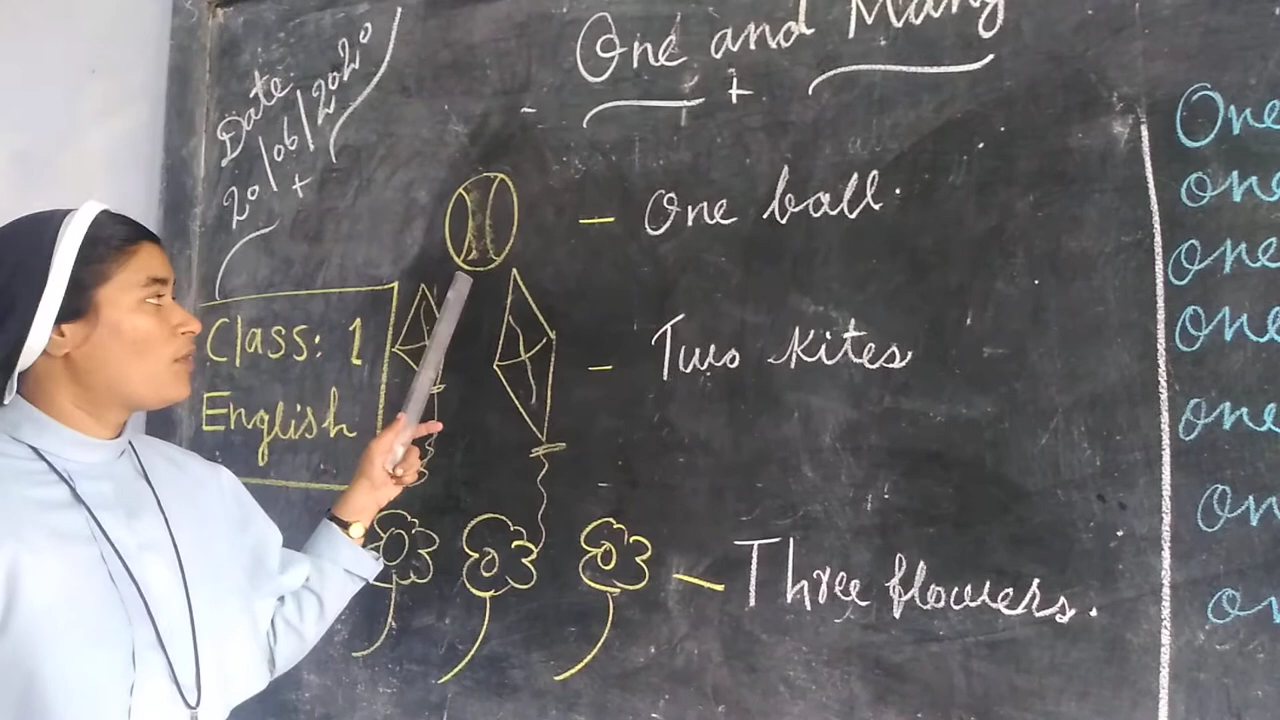 Date
20/06/2020
One and Many
Class: 1
English
- One ball.
- Two kites
- Three flowers.
One
one
one
one
one